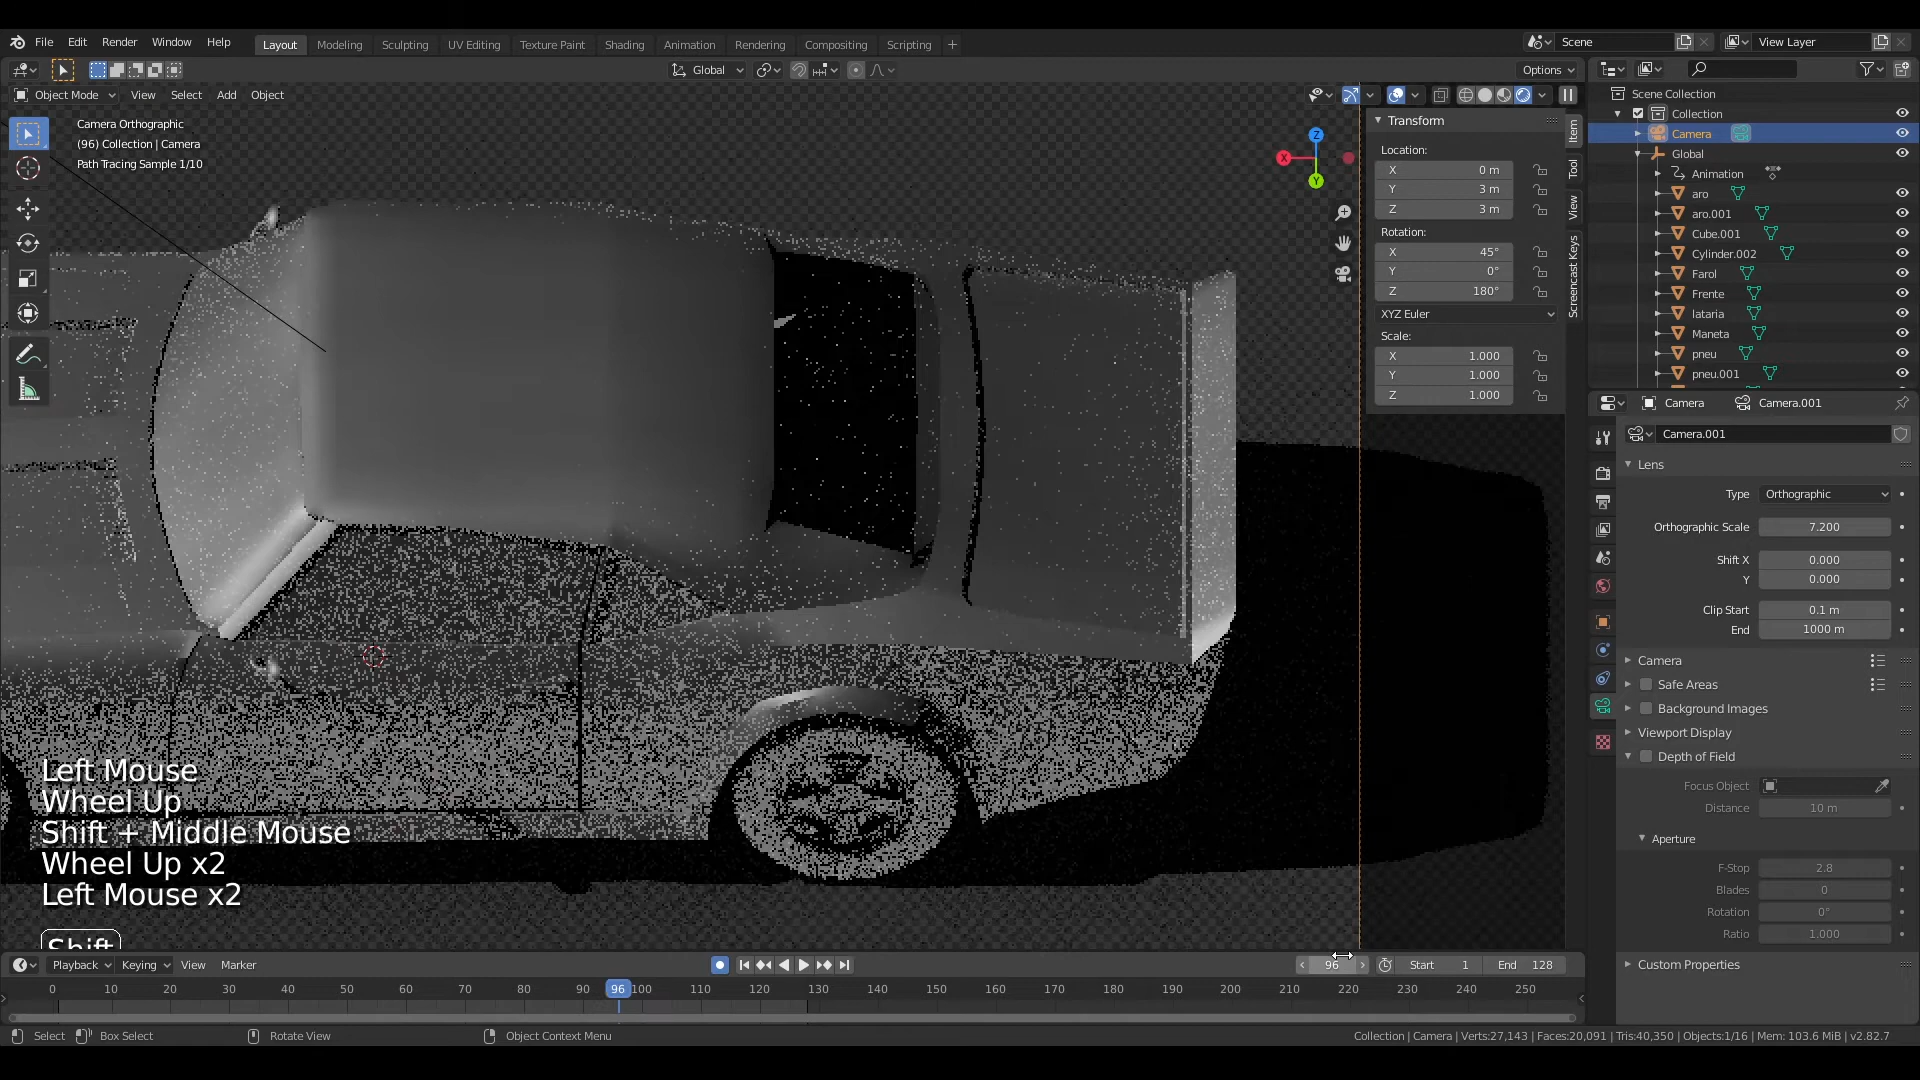 File Edit Render Window Help Layout Modeling Sculpting UV Editing Texture Paint Shading Animation Rendering Compositing Scripting + Scene View Layer
Global Options
Object Mode View Select Add Object
Camera Orthographic
(96) Collection | Camera
Path Tracing Sample 1/10
Z
X
Y
Transform
Location:
X 0 m
Y 3 m
Z 3 m
Rotation:
X 45°
Y 0°
Z 180°
XYZ Euler
Scale:
X 1.000
Y 1.000
Z 1.000
Item
Tool
View
Screencast Keys
Scene Collection
Collection
Camera
Global
Animation
aro
aro.001
Cube.001
Cylinder.002
Farol
Frente
lataria
Maneta
pneu
pneu.001
Camera Camera.001
Camera.001
Lens
Type Orthographic
Orthographic Scale 7.200
Shift X 0.000
Y 0.000
Clip Start 0.1 m
End 1000 m
Camera
Safe Areas
Background Images
Viewport Display
Depth of Field
Focus Object
Distance 10 m
Aperture
F-Stop 2.8
Blades 0
Rotation 0°
Ratio 1.000
Custom Properties
Left Mouse
Wheel Up
Shift + Middle Mouse
Wheel Up x2
Left Mouse x2
Shift
Playback Keying View Marker 96 Start 1 End 128
0 10 20 30 40 50 60 70 80 90 96 100 110 120 130 140 150 160 170 180 190 200 210 220 230 240 250
Select Box Select Rotate View Object Context Menu Collection | Camera | Verts:27,143 | Faces:20,091 | Tris:40,350 | Objects:1/16 | Mem: 103.6 MiB | v2.82.7